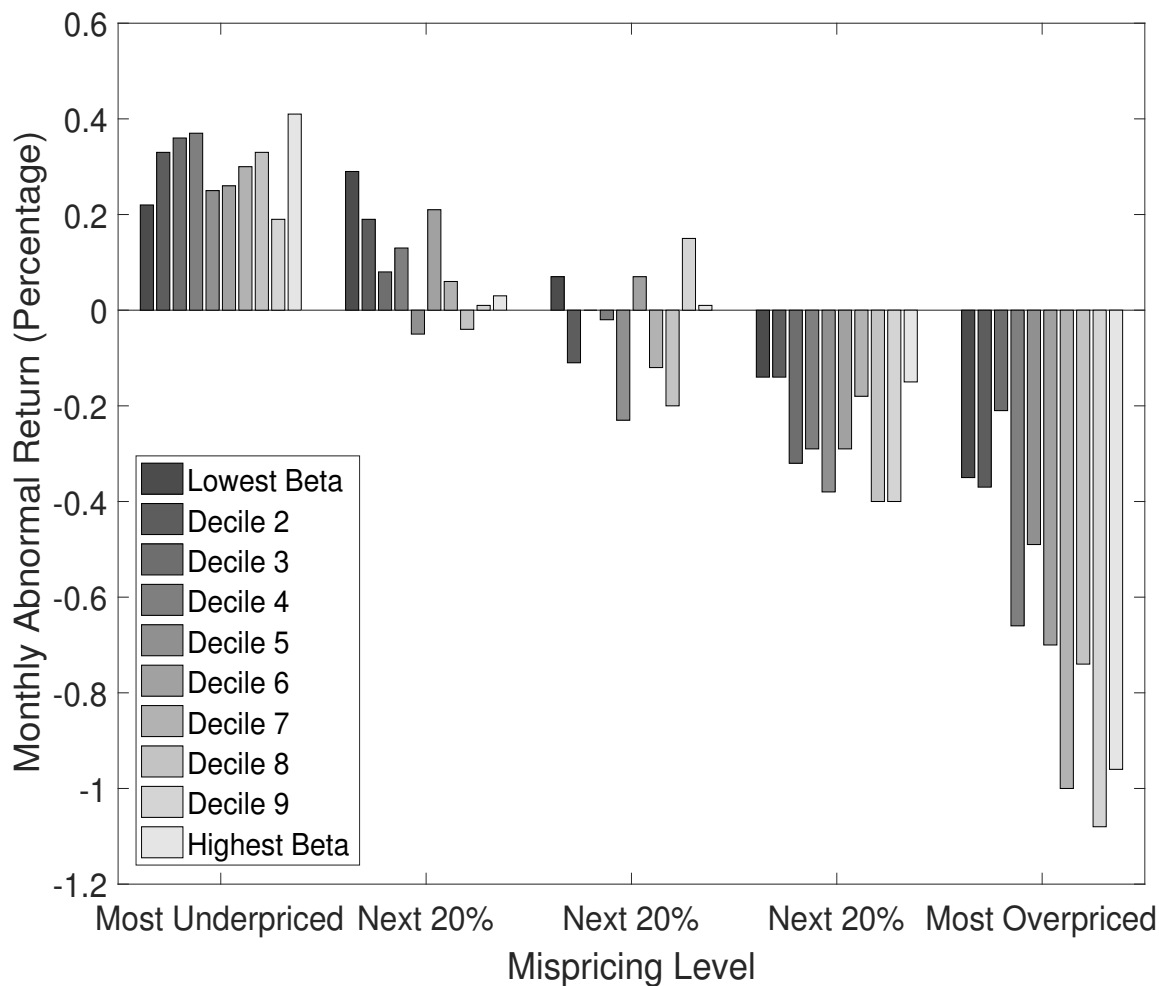 0.6
0.4
0.2
0
-0.2
-0.4
-0.6
-0.8
-1
-1.2
Monthly Abnormal Return (Percentage)
Lowest Beta
Decile 2
Decile 3
Decile 4
Decile 5
Decile 6
Decile 7
Decile 8
Decile 9
Highest Beta
Most Underpriced
Next 20%
Next 20%
Next 20%
Most Overpriced
Mispricing Level